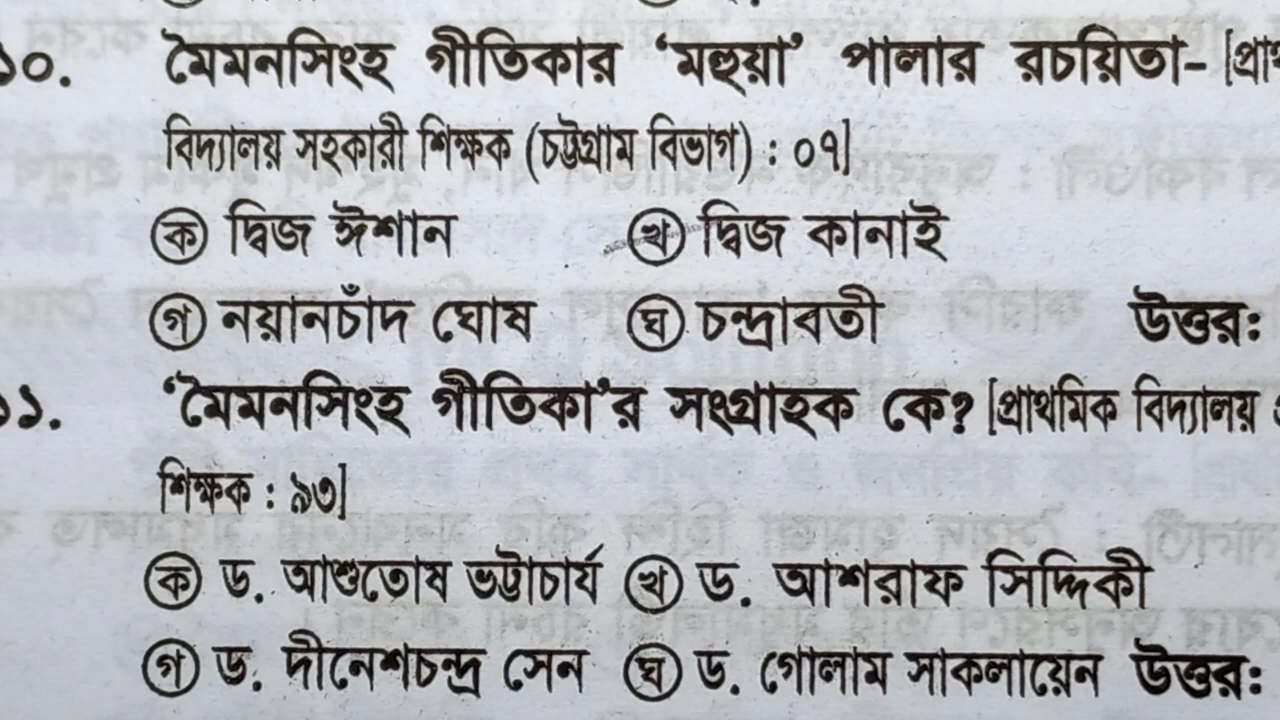 ১০. মৈমনসিংহ গীতিকার ‘মহুয়া’ পালার রচয়িতা- [প্রাথ
বিদ্যালয় সহকারী শিক্ষক (চট্টগ্রাম বিভাগ) : ০৭]
ক দ্বিজ ঈশান খ দ্বিজ কানাই
গ নয়ানচাঁদ ঘোষ ঘ চন্দ্রাবতী উত্তর:
১১. ‘মৈমনসিংহ গীতিকা’র সংগ্রাহক কে? [প্রাথমিক বিদ্যালয়
শিক্ষক : ৯৩]
ক ড. আশুতোষ ভট্টাচার্য খ ড. আশরাফ সিদ্দিকী
গ ড. দীনেশচন্দ্র সেন ঘ ড. গোলাম সাকলায়েন উত্তর: